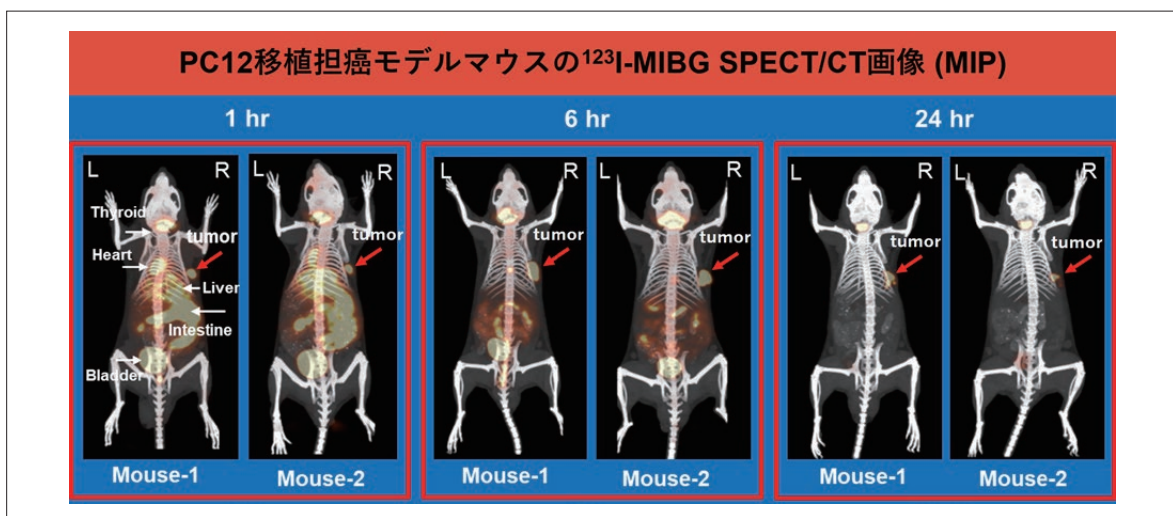 PC12移植担癌モデルマウスの¹²³I-MIBG SPECT/CT画像 (MIP)
1 hr
6 hr
24 hr
L
R
Thyroid
tumor
Heart
Liver
Intestine
Bladder
Mouse-1
L
R
tumor
Mouse-2
L
R
tumor
Mouse-1
L
R
tumor
Mouse-2
L
R
tumor
Mouse-1
L
R
tumor
Mouse-2